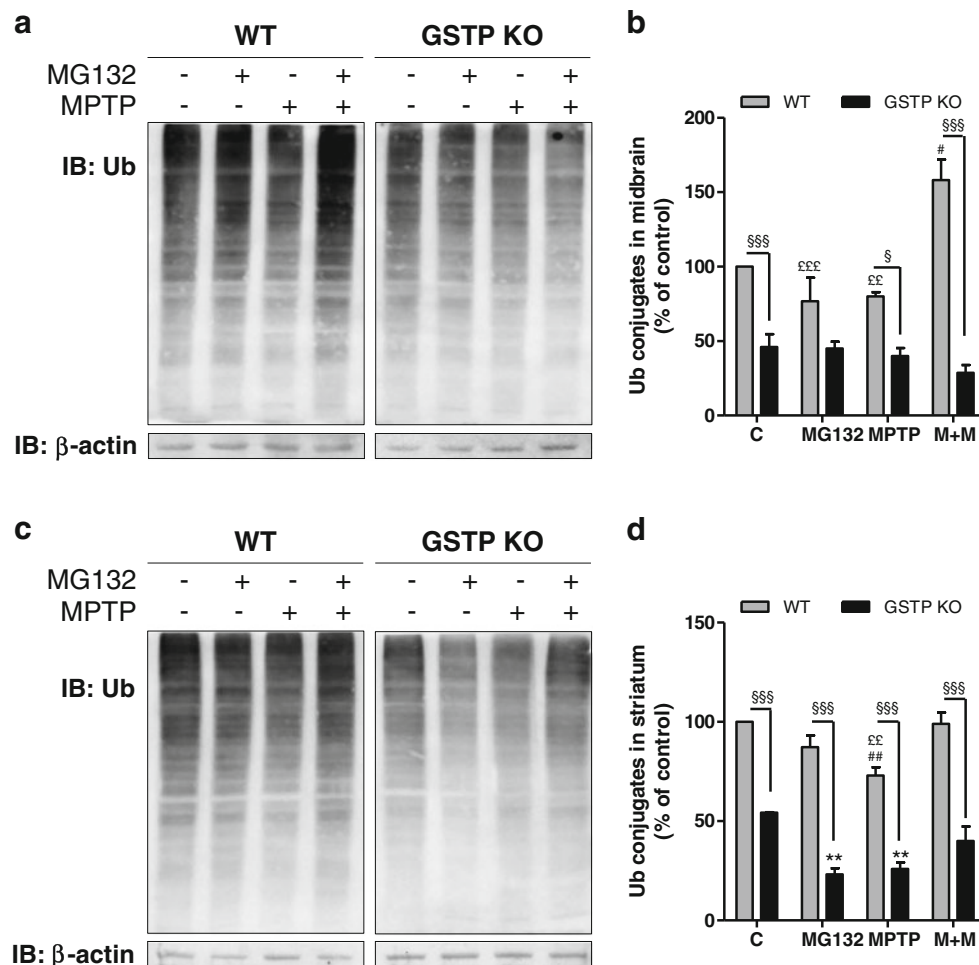 a
WT GSTP KO
MG132 - + - + - + - +
MPTP - - + + - - + +
IB: Ub
IB: β-actin
b
WT GSTP KO
Ub conjugates in midbrain
(% of control)
200
150
100
50
0
§§§ £££ ££ § # §§§
C MG132 MPTP M+M
c
WT GSTP KO
MG132 - + - + - + - +
MPTP - - + + - - + +
IB: Ub
IB: β-actin
d
WT GSTP KO
Ub conjugates in striatum
(% of control)
150
100
50
0
§§§ §§§ §§§ §§§
££
##
** **
C MG132 MPTP M+M